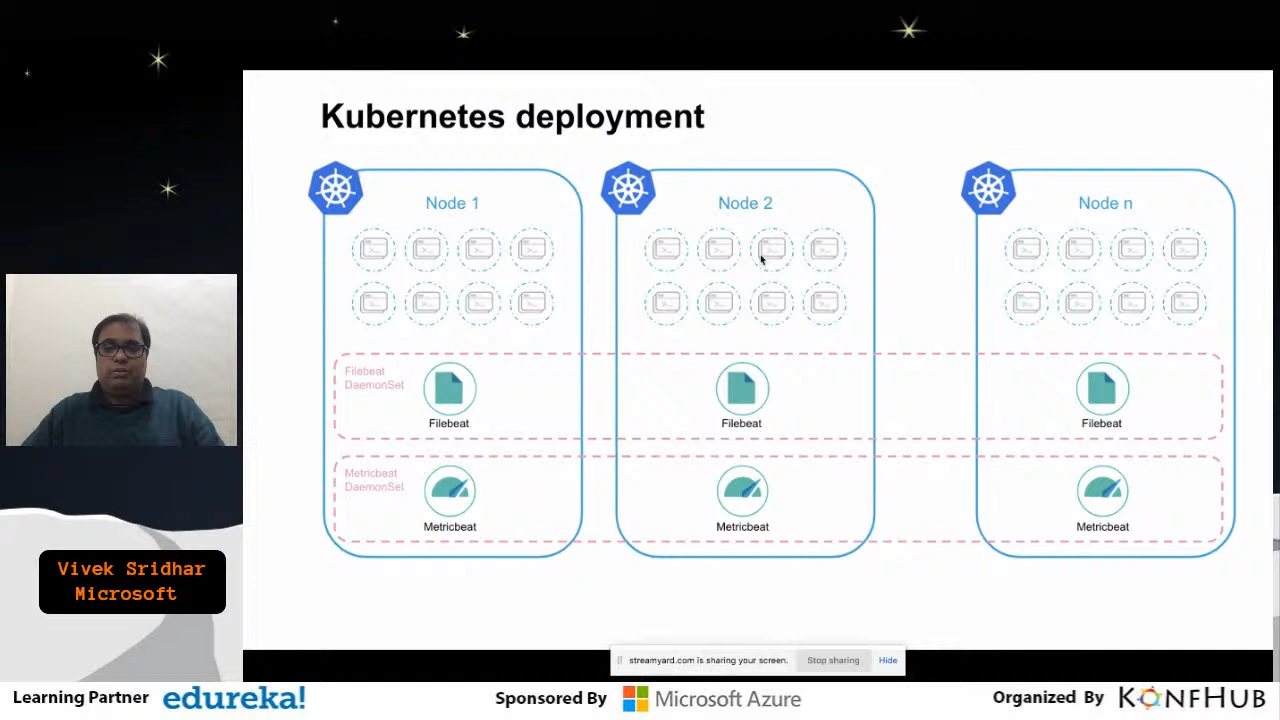 Kubernetes deployment
Node 1
Node 2
Node n
Filebeat
DaemonSet
Filebeat
Filebeat
Filebeat
Metricbeat
DaemonSet
Metricbeat
Metricbeat
Metricbeat
Vivek Sridhar
Microsoft
streamyard.com is sharing your screen.
Stop sharing
Hide
Learning Partner
edureka!
Sponsored By
Microsoft Azure
Organized By
KONFHUB